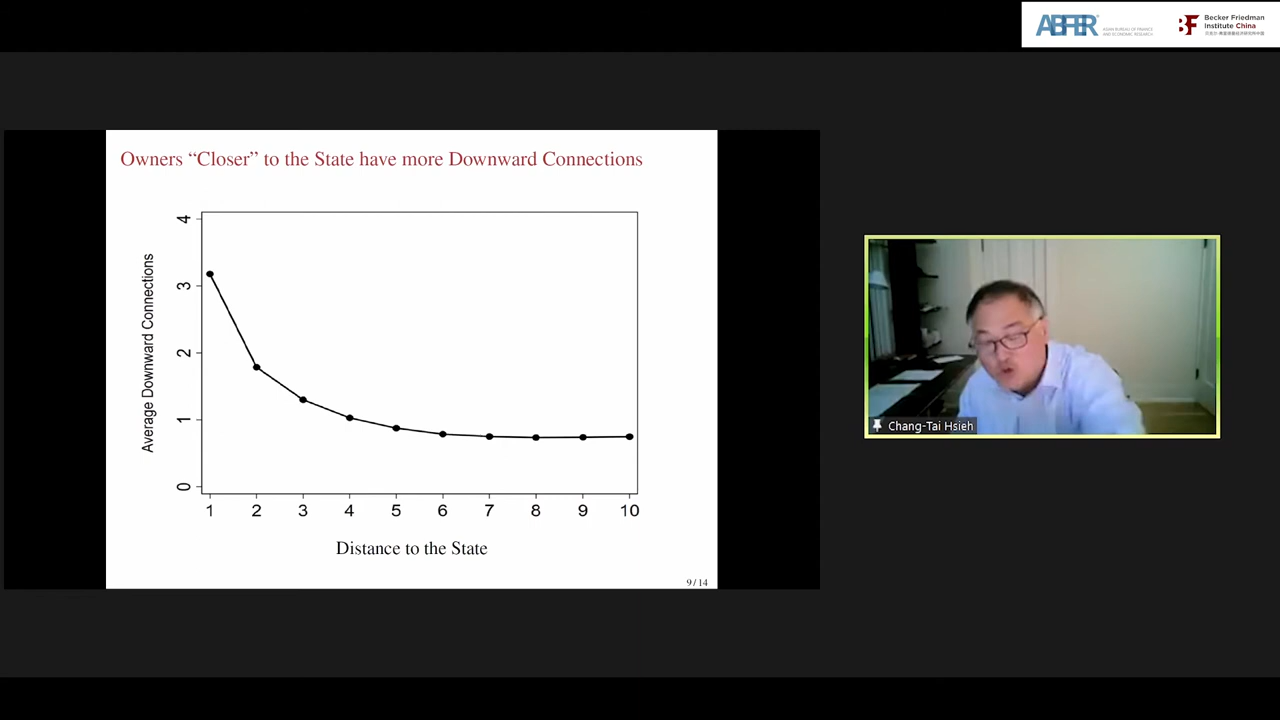 ABFER
ASIAN BUREAU OF FINANCE
AND ECONOMIC RESEARCH
BF
Becker Friedman
Institute China
Owners “Closer” to the State have more Downward Connections
Average Downward Connections
4
3
2
1
0
1 2 3 4 5 6 7 8 9 10
Distance to the State
9 / 14
Chang-Tai Hsieh